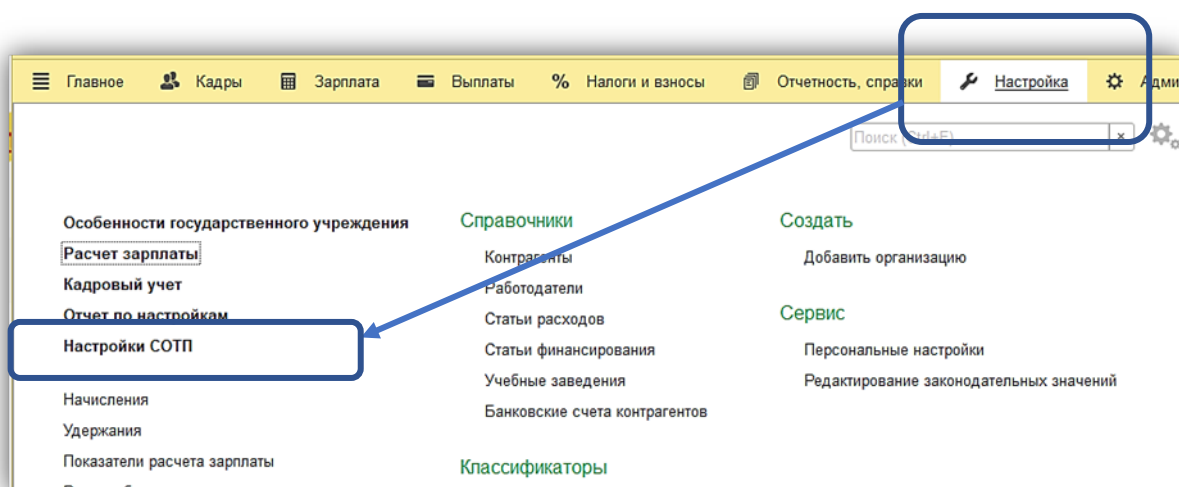 Главное Кадры Зарплата Выплаты % Налоги и взносы Отчетность, справки Настройка
Поиск (Ctrl+F) ×
Особенности государственного учреждения
Расчет зарплаты
Кадровый учет
Отчет по настройкам
Настройки СОТП
Начисления
Удержания
Показатели расчета зарплаты
Справочники
Контрагенты
Работодатели
Статьи расходов
Статьи финансирования
Учебные заведения
Банковские счета контрагентов
Классификаторы
Создать
Добавить организацию
Сервис
Персональные настройки
Редактирование законодательных значений